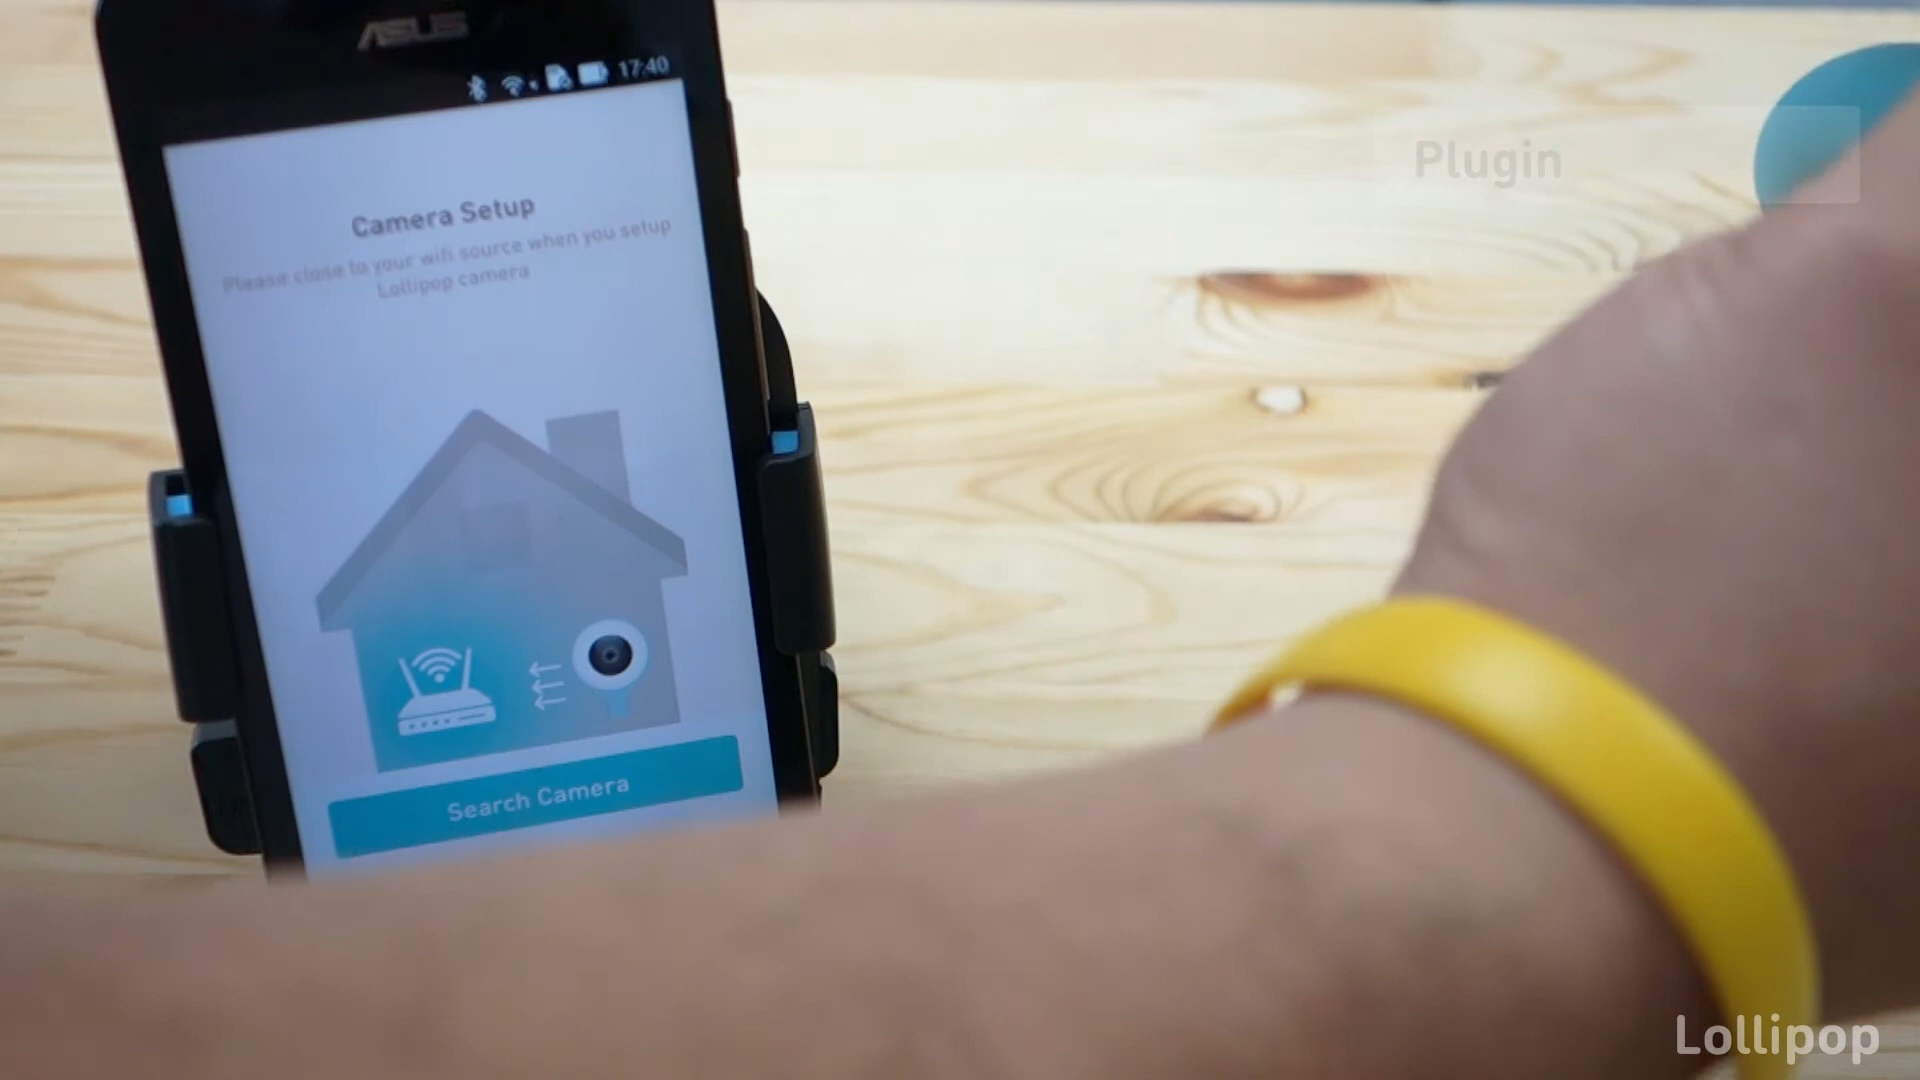 ASUS
17:40
Camera Setup
Please close to your wifi source when you setup
Lollipop camera
Search Camera
Plugin
Lollipop